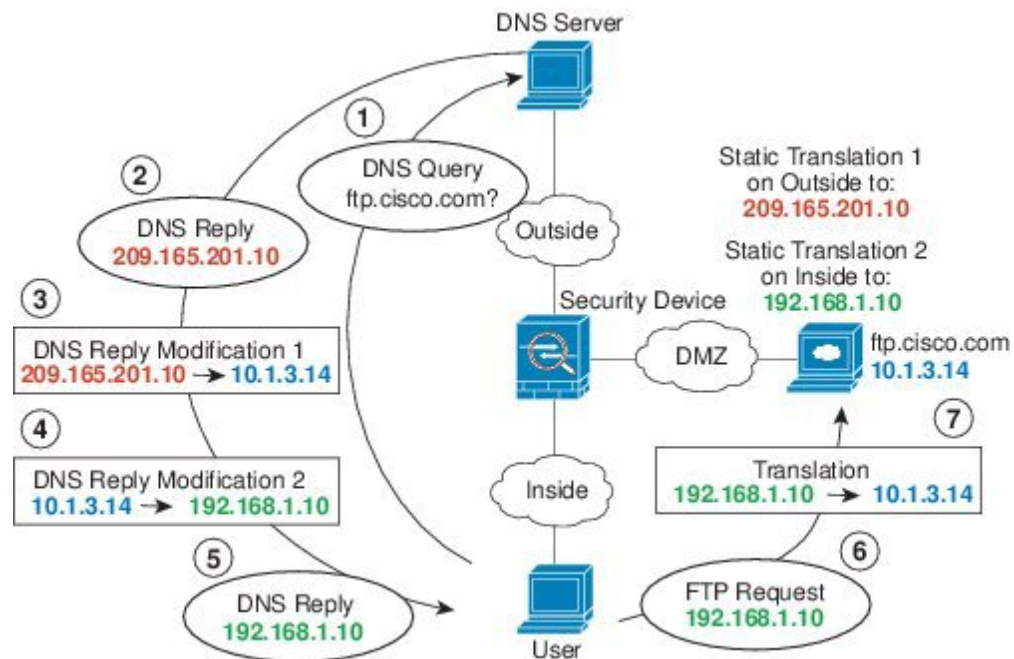 DNS Server
1
DNS Query
ftp.cisco.com?
2
DNS Reply
209.165.201.10
Outside
Static Translation 1
on Outside to:
209.165.201.10
Static Translation 2
on Inside to:
192.168.1.10
3
DNS Reply Modification 1
209.165.201.10 → 10.1.3.14
Security Device
DMZ
ftp.cisco.com
10.1.3.14
4
DNS Reply Modification 2
10.1.3.14 → 192.168.1.10
Inside
7
Translation
192.168.1.10 → 10.1.3.14
5
DNS Reply
192.168.1.10
6
FTP Request
192.168.1.10
User